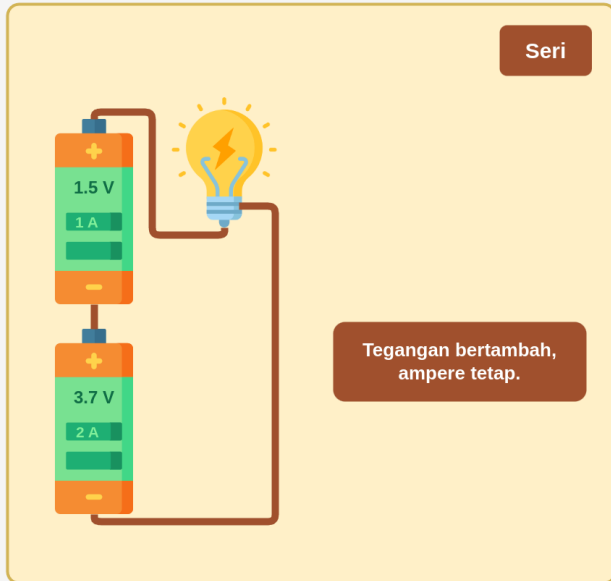 Seri
+
1.5 V
1 A
−
+
3.7 V
2 A
−
Tegangan bertambah,
ampere tetap.